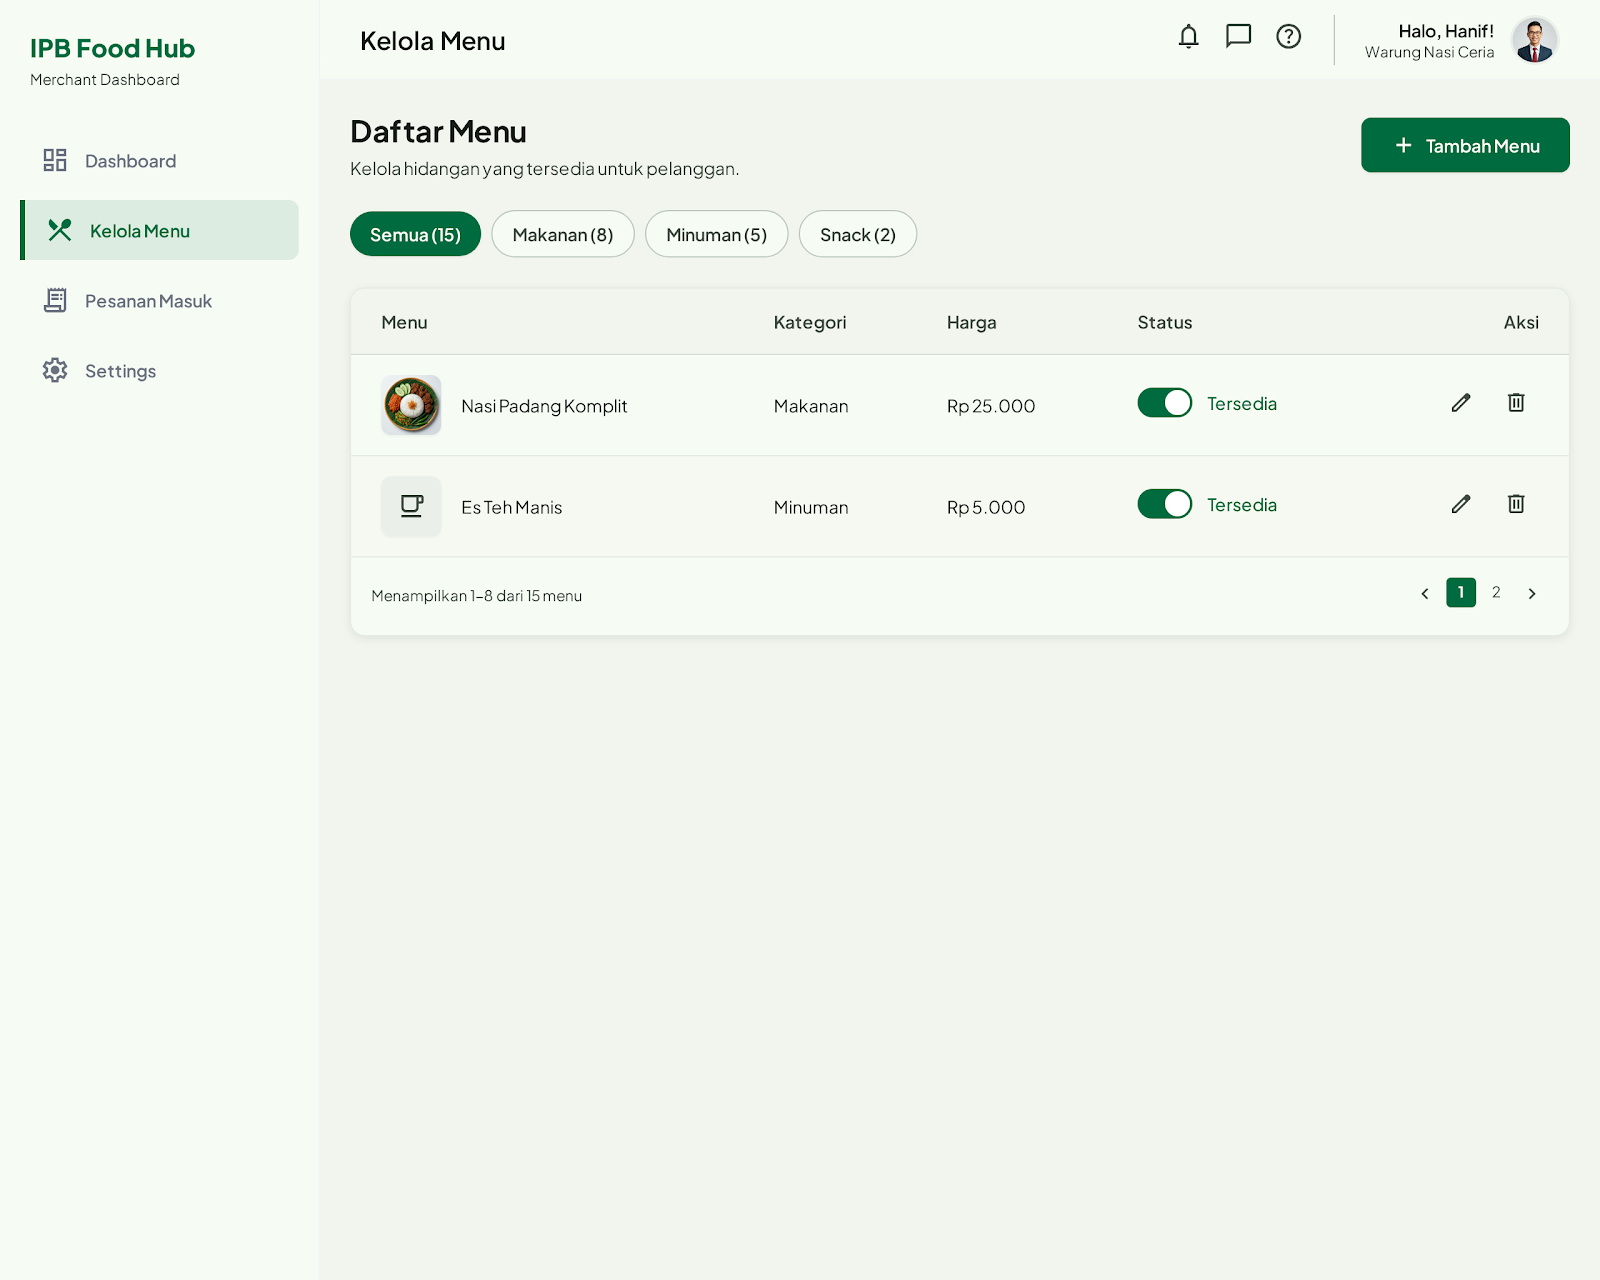 IPB Food Hub
Merchant Dashboard
Dashboard
Kelola Menu
Pesanan Masuk
Settings
Kelola Menu
Halo, Hanif!
Warung Nasi Ceria
Daftar Menu
Kelola hidangan yang tersedia untuk pelanggan.
+ Tambah Menu
Semua (15) Makanan (8) Minuman (5) Snack (2)
Menu Kategori Harga Status Aksi
Nasi Padang Komplit Makanan Rp 25.000 Tersedia
Es Teh Manis Minuman Rp 5.000 Tersedia
Menampilkan 1-8 dari 15 menu
‹ 1 2 ›